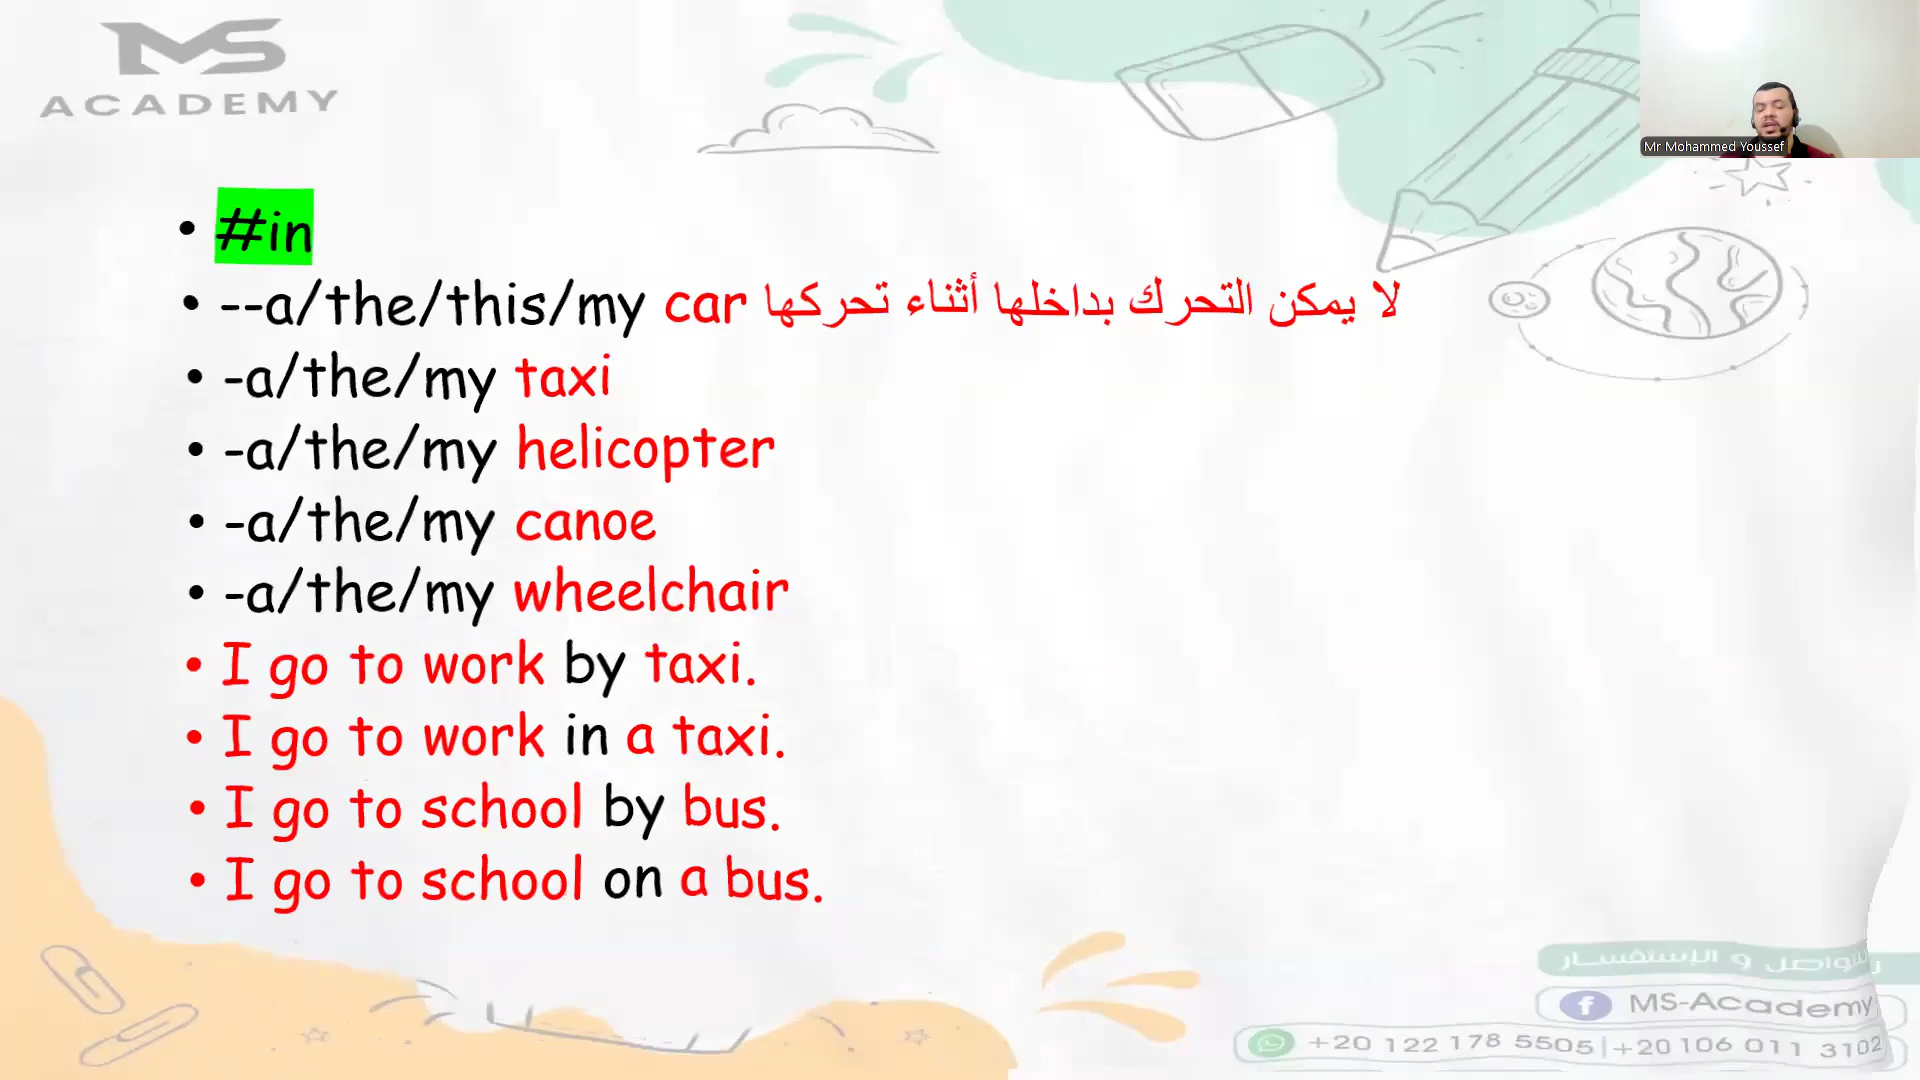 MS
ACADEMY
Mr Mohammed Youssef
• #in
• --a/the/this/my car لا يمكن التحرك بداخلها أثناء تحركها
• -a/the/my taxi
• -a/the/my helicopter
• -a/the/my canoe
• -a/the/my wheelchair
• I go to work by taxi.
• I go to work in a taxi.
• I go to school by bus.
• I go to school on a bus.
للتواصل و الإستفسار
MS-Academy
+20 122 178 5505|+20106 011 3102